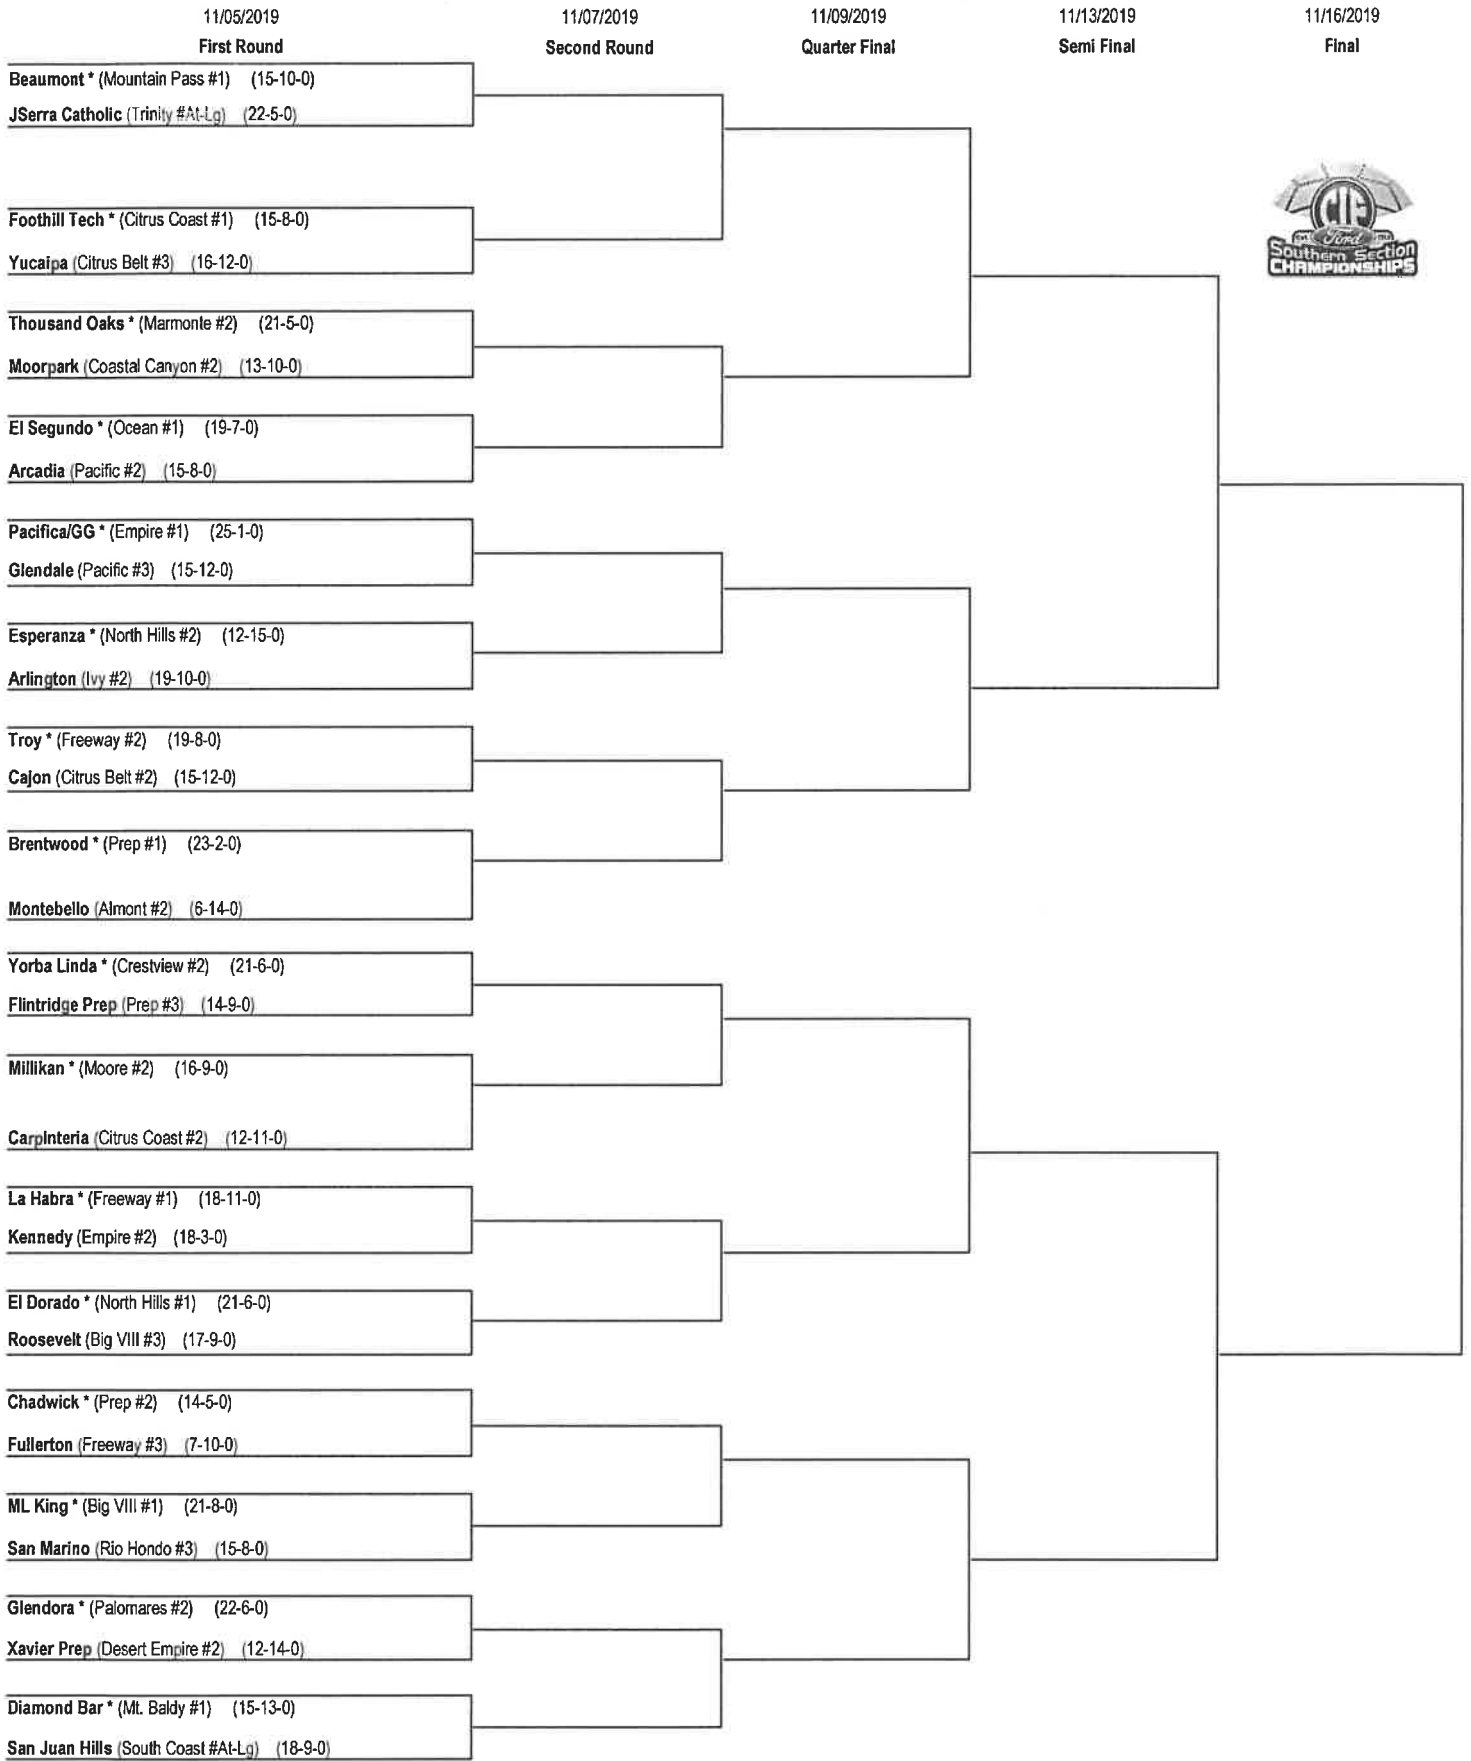 11/05/2019 11/07/2019 11/09/2019 11/13/2019 11/16/2019
First Round Second Round Quarter Final Semi Final Final
Beaumont * (Mountain Pass #1) (15-10-0)
JSerra Catholic (Trinity #At-Lg) (22-5-0)
Foothill Tech * (Citrus Coast #1) (15-8-0)
Yucaipa (Citrus Belt #3) (16-12-0)
Thousand Oaks * (Marmonte #2) (21-5-0)
Moorpark (Coastal Canyon #2) (13-10-0)
El Segundo * (Ocean #1) (19-7-0)
Arcadia (Pacific #2) (15-8-0)
Pacifica/GG * (Empire #1) (25-1-0)
Glendale (Pacific #3) (15-12-0)
Esperanza * (North Hills #2) (12-15-0)
Arlington (Ivy #2) (19-10-0)
Troy * (Freeway #2) (19-8-0)
Cajon (Citrus Belt #2) (15-12-0)
Brentwood * (Prep #1) (23-2-0)
Montebello (Almont #2) (6-14-0)
Yorba Linda * (Crestview #2) (21-6-0)
Flintridge Prep (Prep #3) (14-9-0)
Millikan * (Moore #2) (16-9-0)
Carpinteria (Citrus Coast #2) (12-11-0)
La Habra * (Freeway #1) (18-11-0)
Kennedy (Empire #2) (18-3-0)
El Dorado * (North Hills #1) (21-6-0)
Roosevelt (Big VIII #3) (17-9-0)
Chadwick * (Prep #2) (14-5-0)
Fullerton (Freeway #3) (7-10-0)
ML King * (Big VIII #1) (21-8-0)
San Marino (Rio Hondo #3) (15-8-0)
Glendora * (Palomares #2) (22-6-0)
Xavier Prep (Desert Empire #2) (12-14-0)
Diamond Bar * (Mt. Baldy #1) (15-13-0)
San Juan Hills (South Coast #At-Lg) (18-9-0)
CIF
Ford
Southern Section
CHAMPIONSHIPS